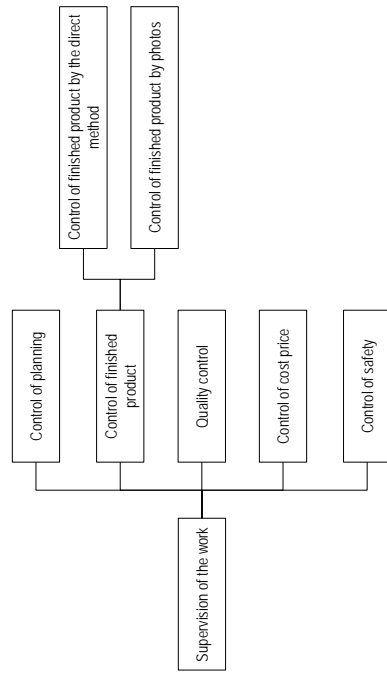 Supervision of the work
Control of planning
Control of finished
product
Quality control
Control of cost price
Control of safety
Control of finished product by the direct
method
Control of finished product by photos